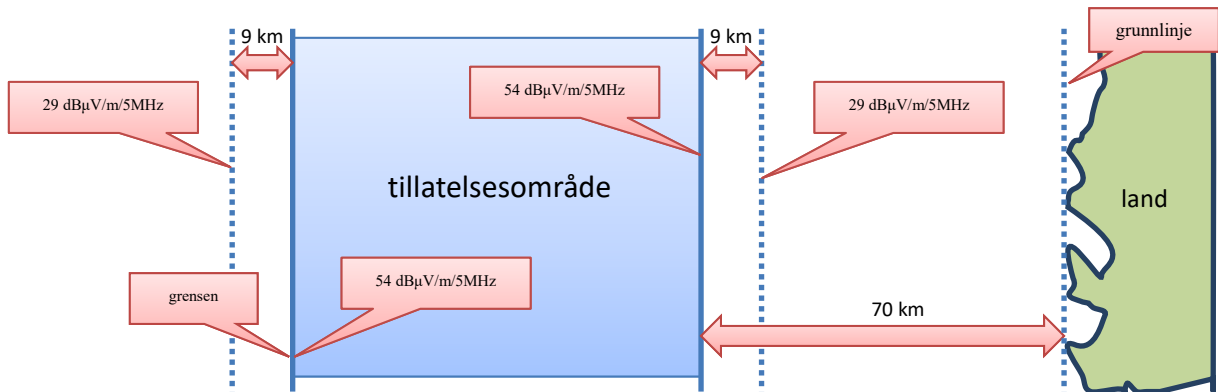 9 km
9 km
grunnlinje
29 dBμV/m/5MHz
54 dBμV/m/5MHz
29 dBμV/m/5MHz
tillatelsesområde
land
grensen
54 dBμV/m/5MHz
70 km